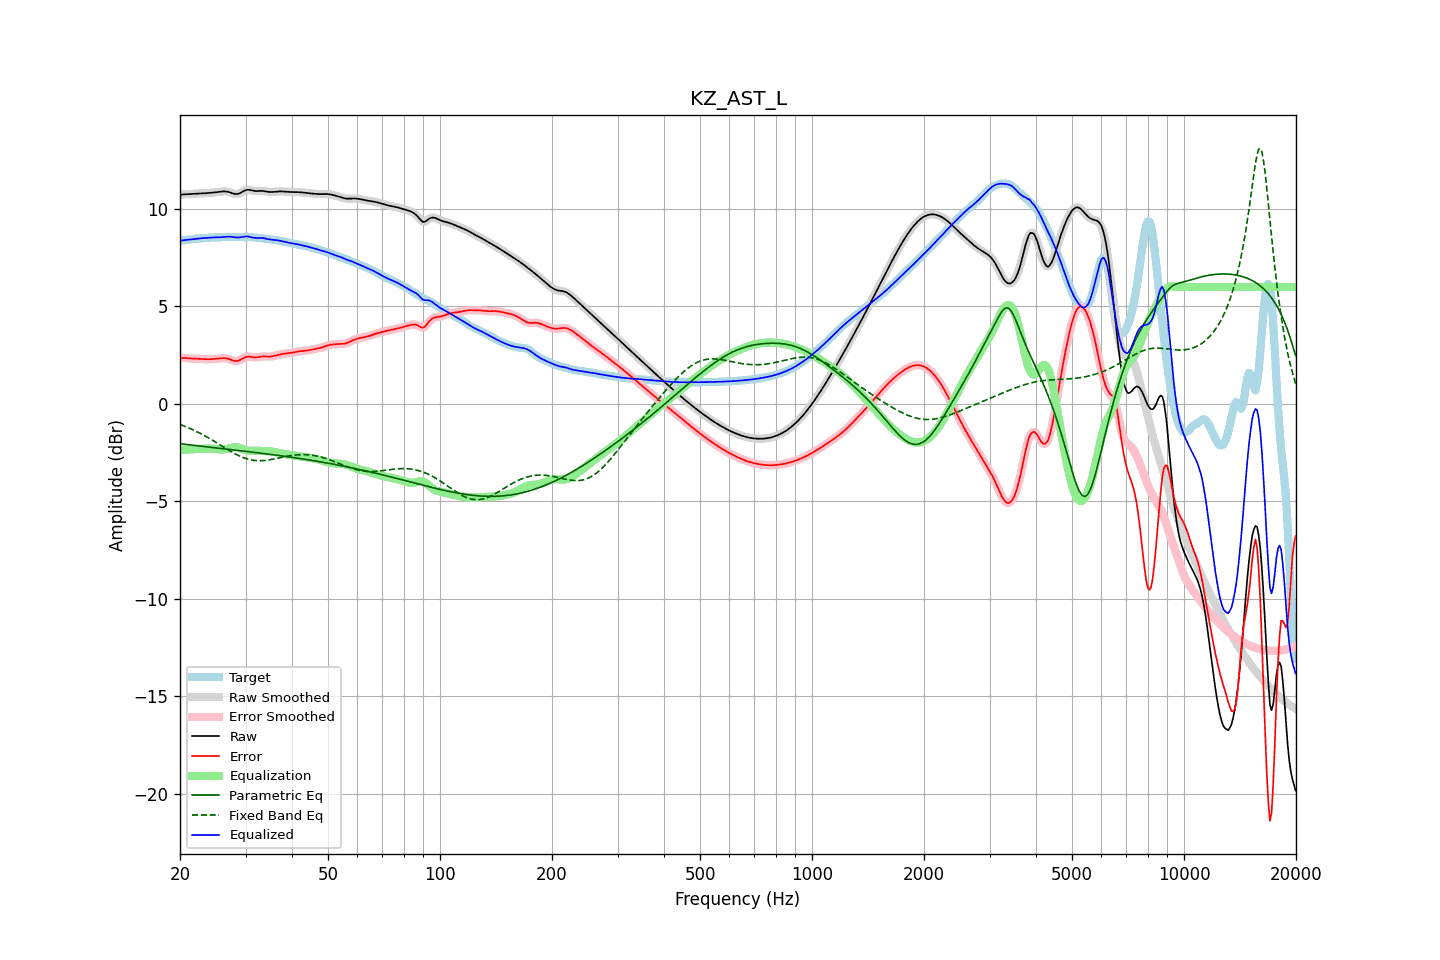 KZ_AST_L
Amplitude (dBr)
10
5
0
−5
−10
−15
−20
Target
Raw Smoothed
Error Smoothed
Raw
Error
Equalization
Parametric Eq
Fixed Band Eq
Equalized
20 50 100 200 500 1000 2000 5000 10000 20000
Frequency (Hz)